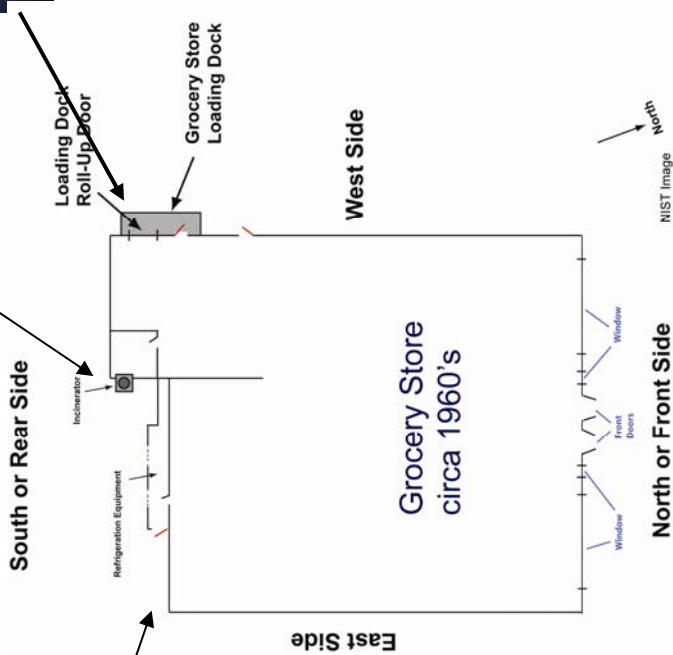 South or Rear Side
Incinerator
Refrigeration Equipment
Loading Dock
Roll-Up Door
Grocery Store
Loading Dock
West Side
East Side
Grocery Store
circa 1960's
North
NIST Image
Window
Front
Doors
Window
North or Front Side